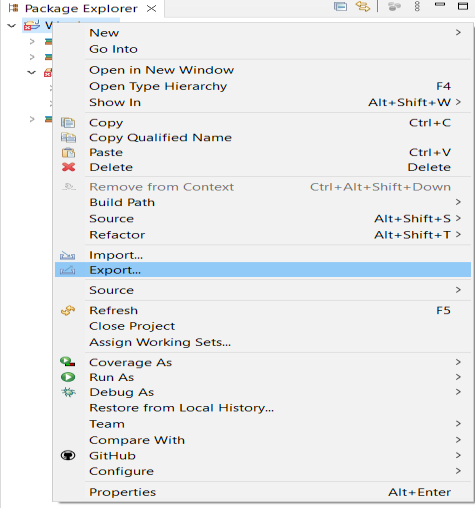 Package Explorer
New
Go Into
Open in New Window
Open Type Hierarchy F4
Show In Alt+Shift+W
Copy Ctrl+C
Copy Qualified Name
Paste Ctrl+V
Delete Delete
Remove from Context Ctrl+Alt+Shift+Down
Build Path
Source Alt+Shift+S
Refactor Alt+Shift+T
Import...
Export...
Source
Refresh F5
Close Project
Assign Working Sets...
Coverage As
Run As
Debug As
Restore from Local History...
Team
Compare With
GitHub
Configure
Properties Alt+Enter